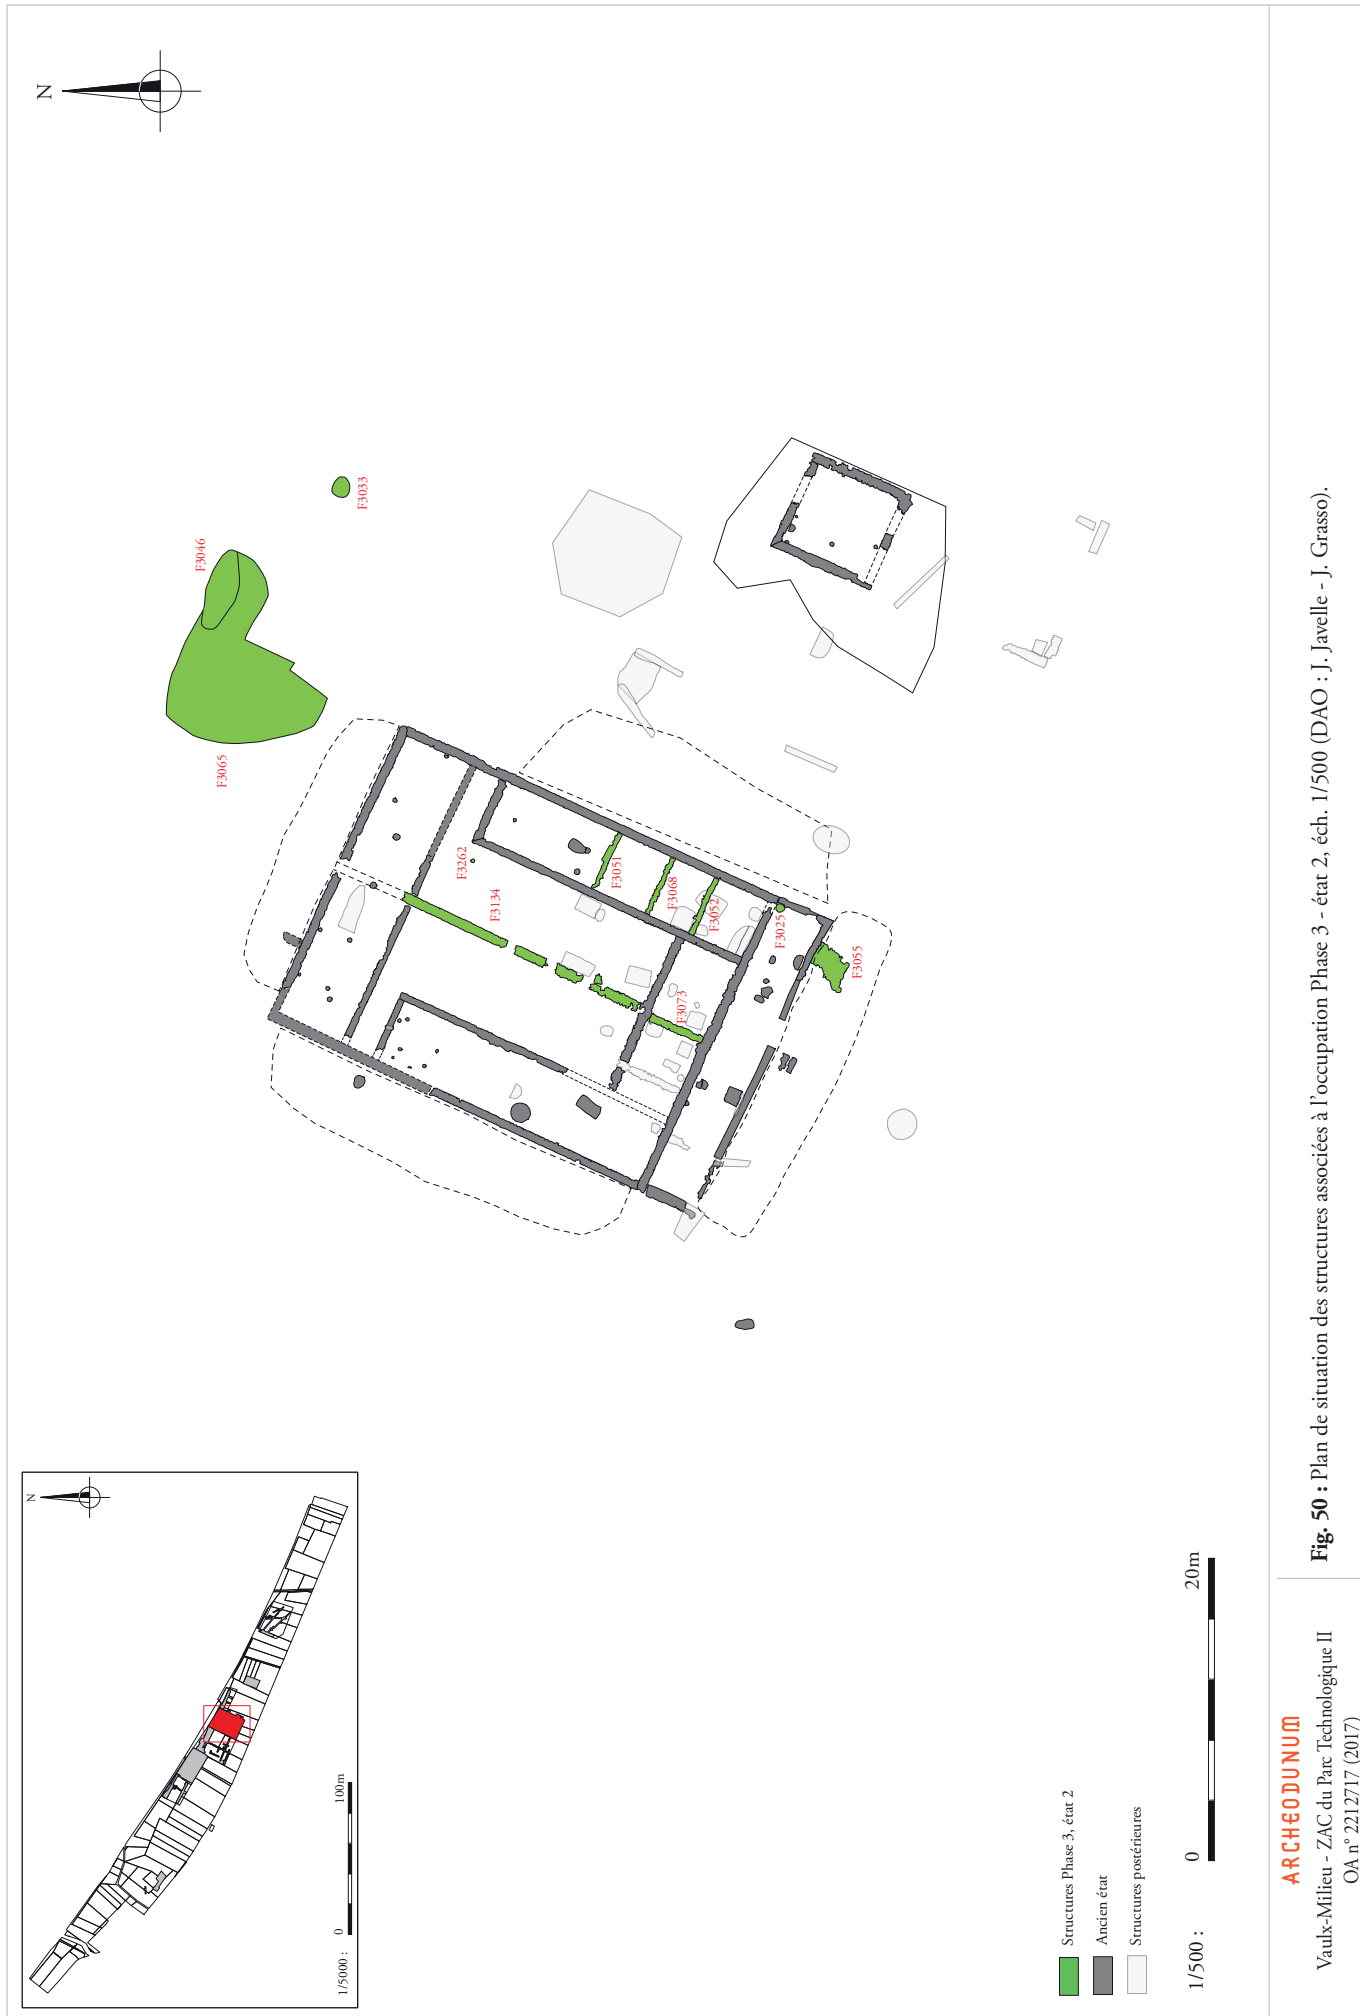 N
F3033
F3046
F3065
F3262
F3134
F3051
F3068
F3052
F3025
F3055
F3073
N
1/5000 :
0
100m
Structures Phase 3, état 2
Ancien état
Structures postérieures
1/500 :
0
20m
ARCHEODUNUM
Vaulx-Milieu - ZAC du Parc Technologique II
OA n° 2212717 (2017)
Fig. 50 : Plan de situation des structures associées à l'occupation Phase 3 - état 2, éch. 1/500 (DAO : J. Javelle - J. Grasso).